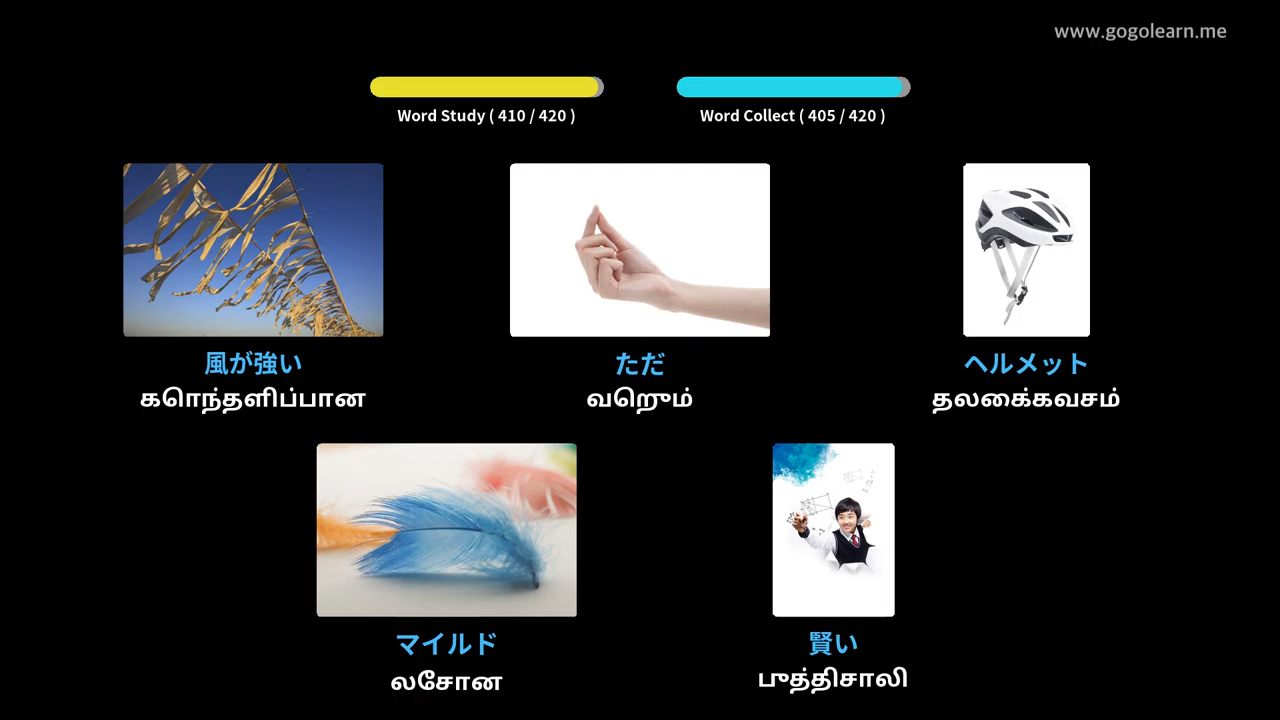 www.gogolearn.me
Word Study ( 410 / 420 )
Word Collect ( 405 / 420 )
風が強い
கொந்தளிப்பான
ただ
வெறும்
ヘルメット
தலைக்கவசம்
マイルド
லேசான
賢い
புத்திசாலி